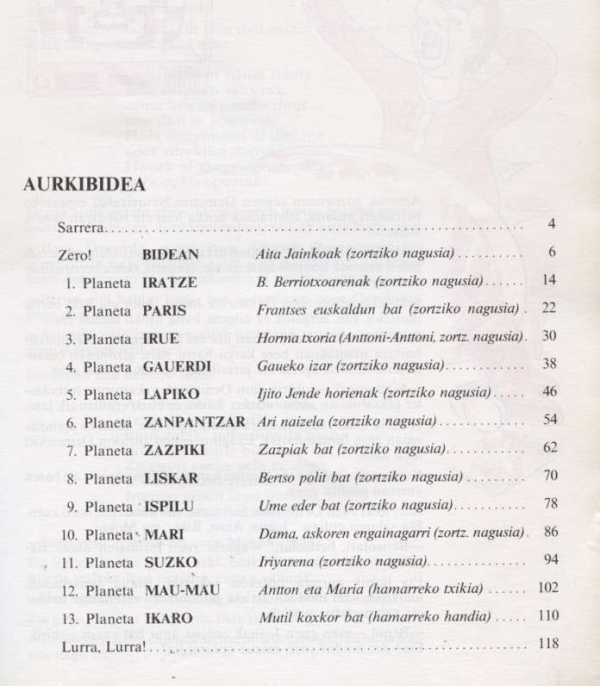 AURKIBIDEA
Sarrera. 4
Zero! BIDEAN Aita Jainkoak (zortziko nagusia) 6
1. Planeta IRATZE B. Berriotxoarenak (zortziko nagusia) 14
2. Planeta PARIS Frantses euskaldun bat (zortziko nagusia) 22
3. Planeta IRUE Horma txoria (Anttoni-Anttoni, zortz. nagusia) 30
4. Planeta GAUERDI Gaueko izar (zortziko nagusia) 38
5. Planeta LAPIKO Ijito Jende horienak (zortziko nagusia) 46
6. Planeta ZANPANTZAR Ari naizela (zortziko nagusia) 54
7. Planeta ZAZPIKI Zazpiak bat (zortziko nagusia) 62
8. Planeta LISKAR Bertso polit bat (zortziko nagusia) 70
9. Planeta ISPILU Ume eder bat (zortziko nagusia) 78
10. Planeta MARI Dama, askoren engainagarri (zortz. nagusia) 86
11. Planeta SUZKO Iriyarena (zortziko nagusia) 94
12. Planeta MAU-MAU Antton eta Maria (hamarreko txikia) 102
13. Planeta IKARO Mutil koxkor bat (hamarreko handia) 110
Lurra, Lurra! 118